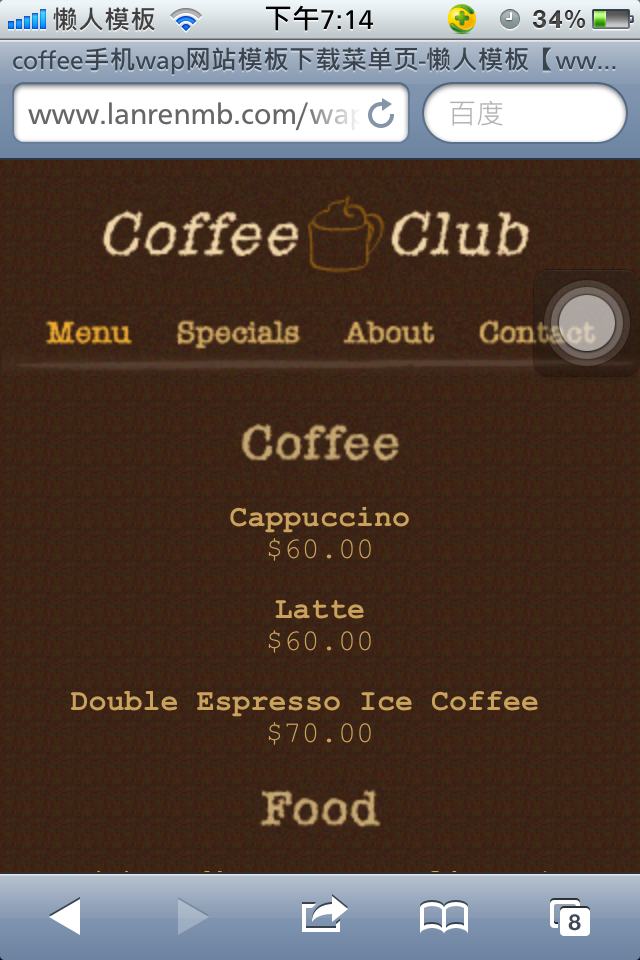 懒人模板 下午7:14 34%
coffee手机wap网站模板下载菜单页-懒人模板【ww...
www.lanrenmb.com/wap 百度
Coffee Club
Menu Specials About Contact
Coffee
Cappuccino
$60.00
Latte
$60.00
Double Espresso Ice Coffee
$70.00
Food
8